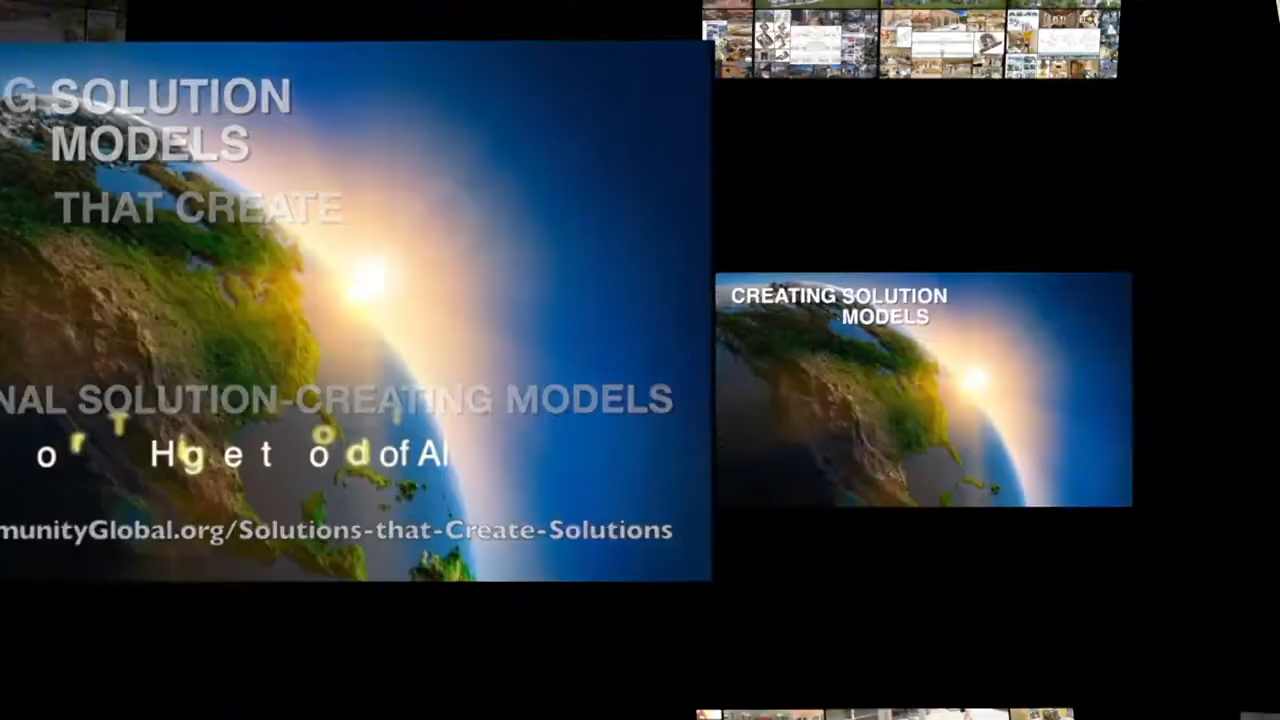 G SOLUTION
MODELS
THAT CREATE
NAL SOLUTION-CREATING MODELS
of Al
munityGlobal.org/Solutions-that-Create-Solutions
CREATING SOLUTION
MODELS